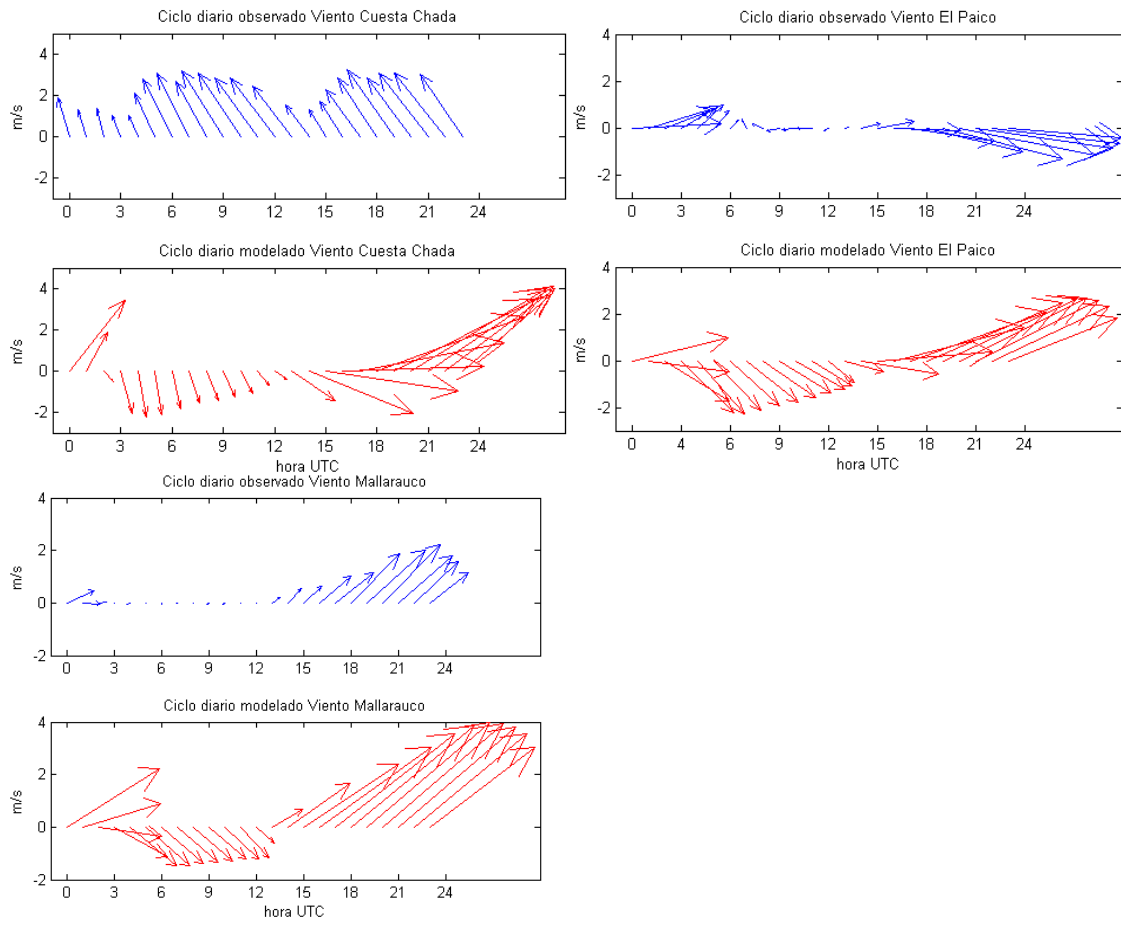 Ciclo diario observado Viento Cuesta Chada
4
2
0
-2
m/s
0 3 6 9 12 15 18 21 24
Ciclo diario observado Viento El Paico
4
2
0
-2
m/s
0 3 6 9 12 15 18 21 24
Ciclo diario modelado Viento Cuesta Chada
4
2
0
-2
m/s
0 3 6 9 12 15 18 21 24
hora UTC
Ciclo diario modelado Viento El Paico
4
2
0
-2
m/s
0 4 6 9 12 15 18 21 24
hora UTC
Ciclo diario observado Viento Mallarauco
4
2
0
-2
m/s
0 3 6 9 12 15 18 21 24
Ciclo diario modelado Viento Mallarauco
4
2
0
-2
m/s
0 3 6 9 12 15 18 21 24
hora UTC